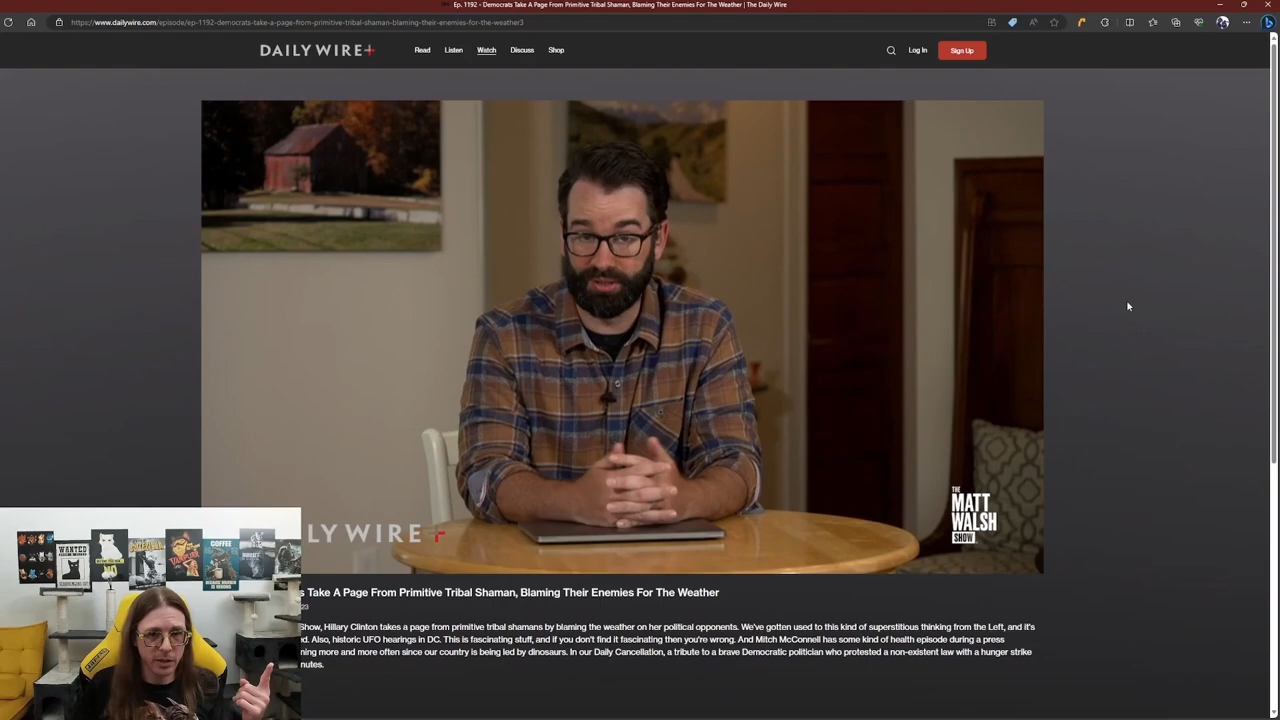 Ep. 1192 - Democrats Take A Page From Primitive Tribal Shaman, Blaming Their Enemies For The Weather | The Daily Wire
https://www.dailywire.com/episode/ep-1192-democrats-take-a-page-from-primitive-tribal-shaman-blaming-their-enemies-for-the-weather3
DAILYWIRE+ Read Listen Watch Discuss Shop Log In Sign Up
THE
MATT
WALSH
SHOW
LYWIRE+
s Take A Page From Primitive Tribal Shaman, Blaming Their Enemies For The Weather
23
Show, Hillary Clinton takes a page from primitive tribal shamans by blaming the weather on her political opponents. We've gotten used to this kind of superstitious thinking from the Left, and it's
d. Also, historic UFO hearings in DC. This is fascinating stuff, and if you don't find it fascinating then you're wrong. And Mitch McConnell has some kind of health episode during a press
ning more and more often since our country is being led by dinosaurs. In our Daily Cancellation, a tribute to a brave Democratic politician who protested a non-existent law with a hunger strike
nutes.
WANTED
COFFEE